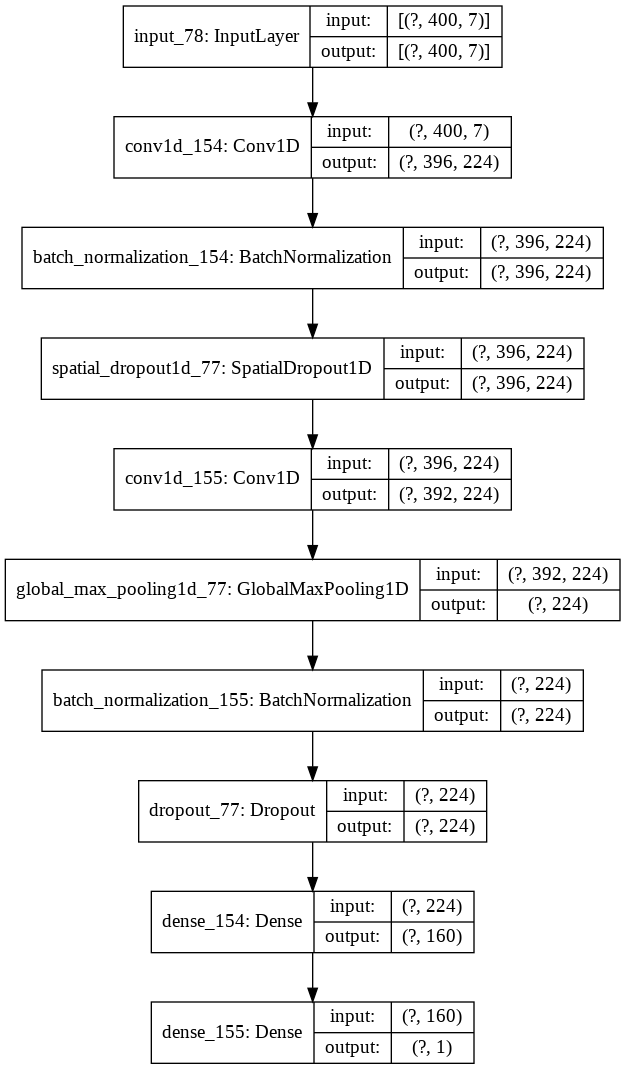 input_78: InputLayer
input: [(?, 400, 7)]
output: [(?, 400, 7)]
conv1d_154: Conv1D
input: (?, 400, 7)
output: (?, 396, 224)
batch_normalization_154: BatchNormalization
input: (?, 396, 224)
output: (?, 396, 224)
spatial_dropout1d_77: SpatialDropout1D
input: (?, 396, 224)
output: (?, 396, 224)
conv1d_155: Conv1D
input: (?, 396, 224)
output: (?, 392, 224)
global_max_pooling1d_77: GlobalMaxPooling1D
input: (?, 392, 224)
output: (?, 224)
batch_normalization_155: BatchNormalization
input: (?, 224)
output: (?, 224)
dropout_77: Dropout
input: (?, 224)
output: (?, 224)
dense_154: Dense
input: (?, 224)
output: (?, 160)
dense_155: Dense
input: (?, 160)
output: (?, 1)